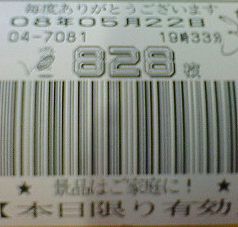 毎度ありがとうございます
08年05月22日
04-7081 19時33分
828枚
★ 景品はご家庭に! ★
【本日限り有効